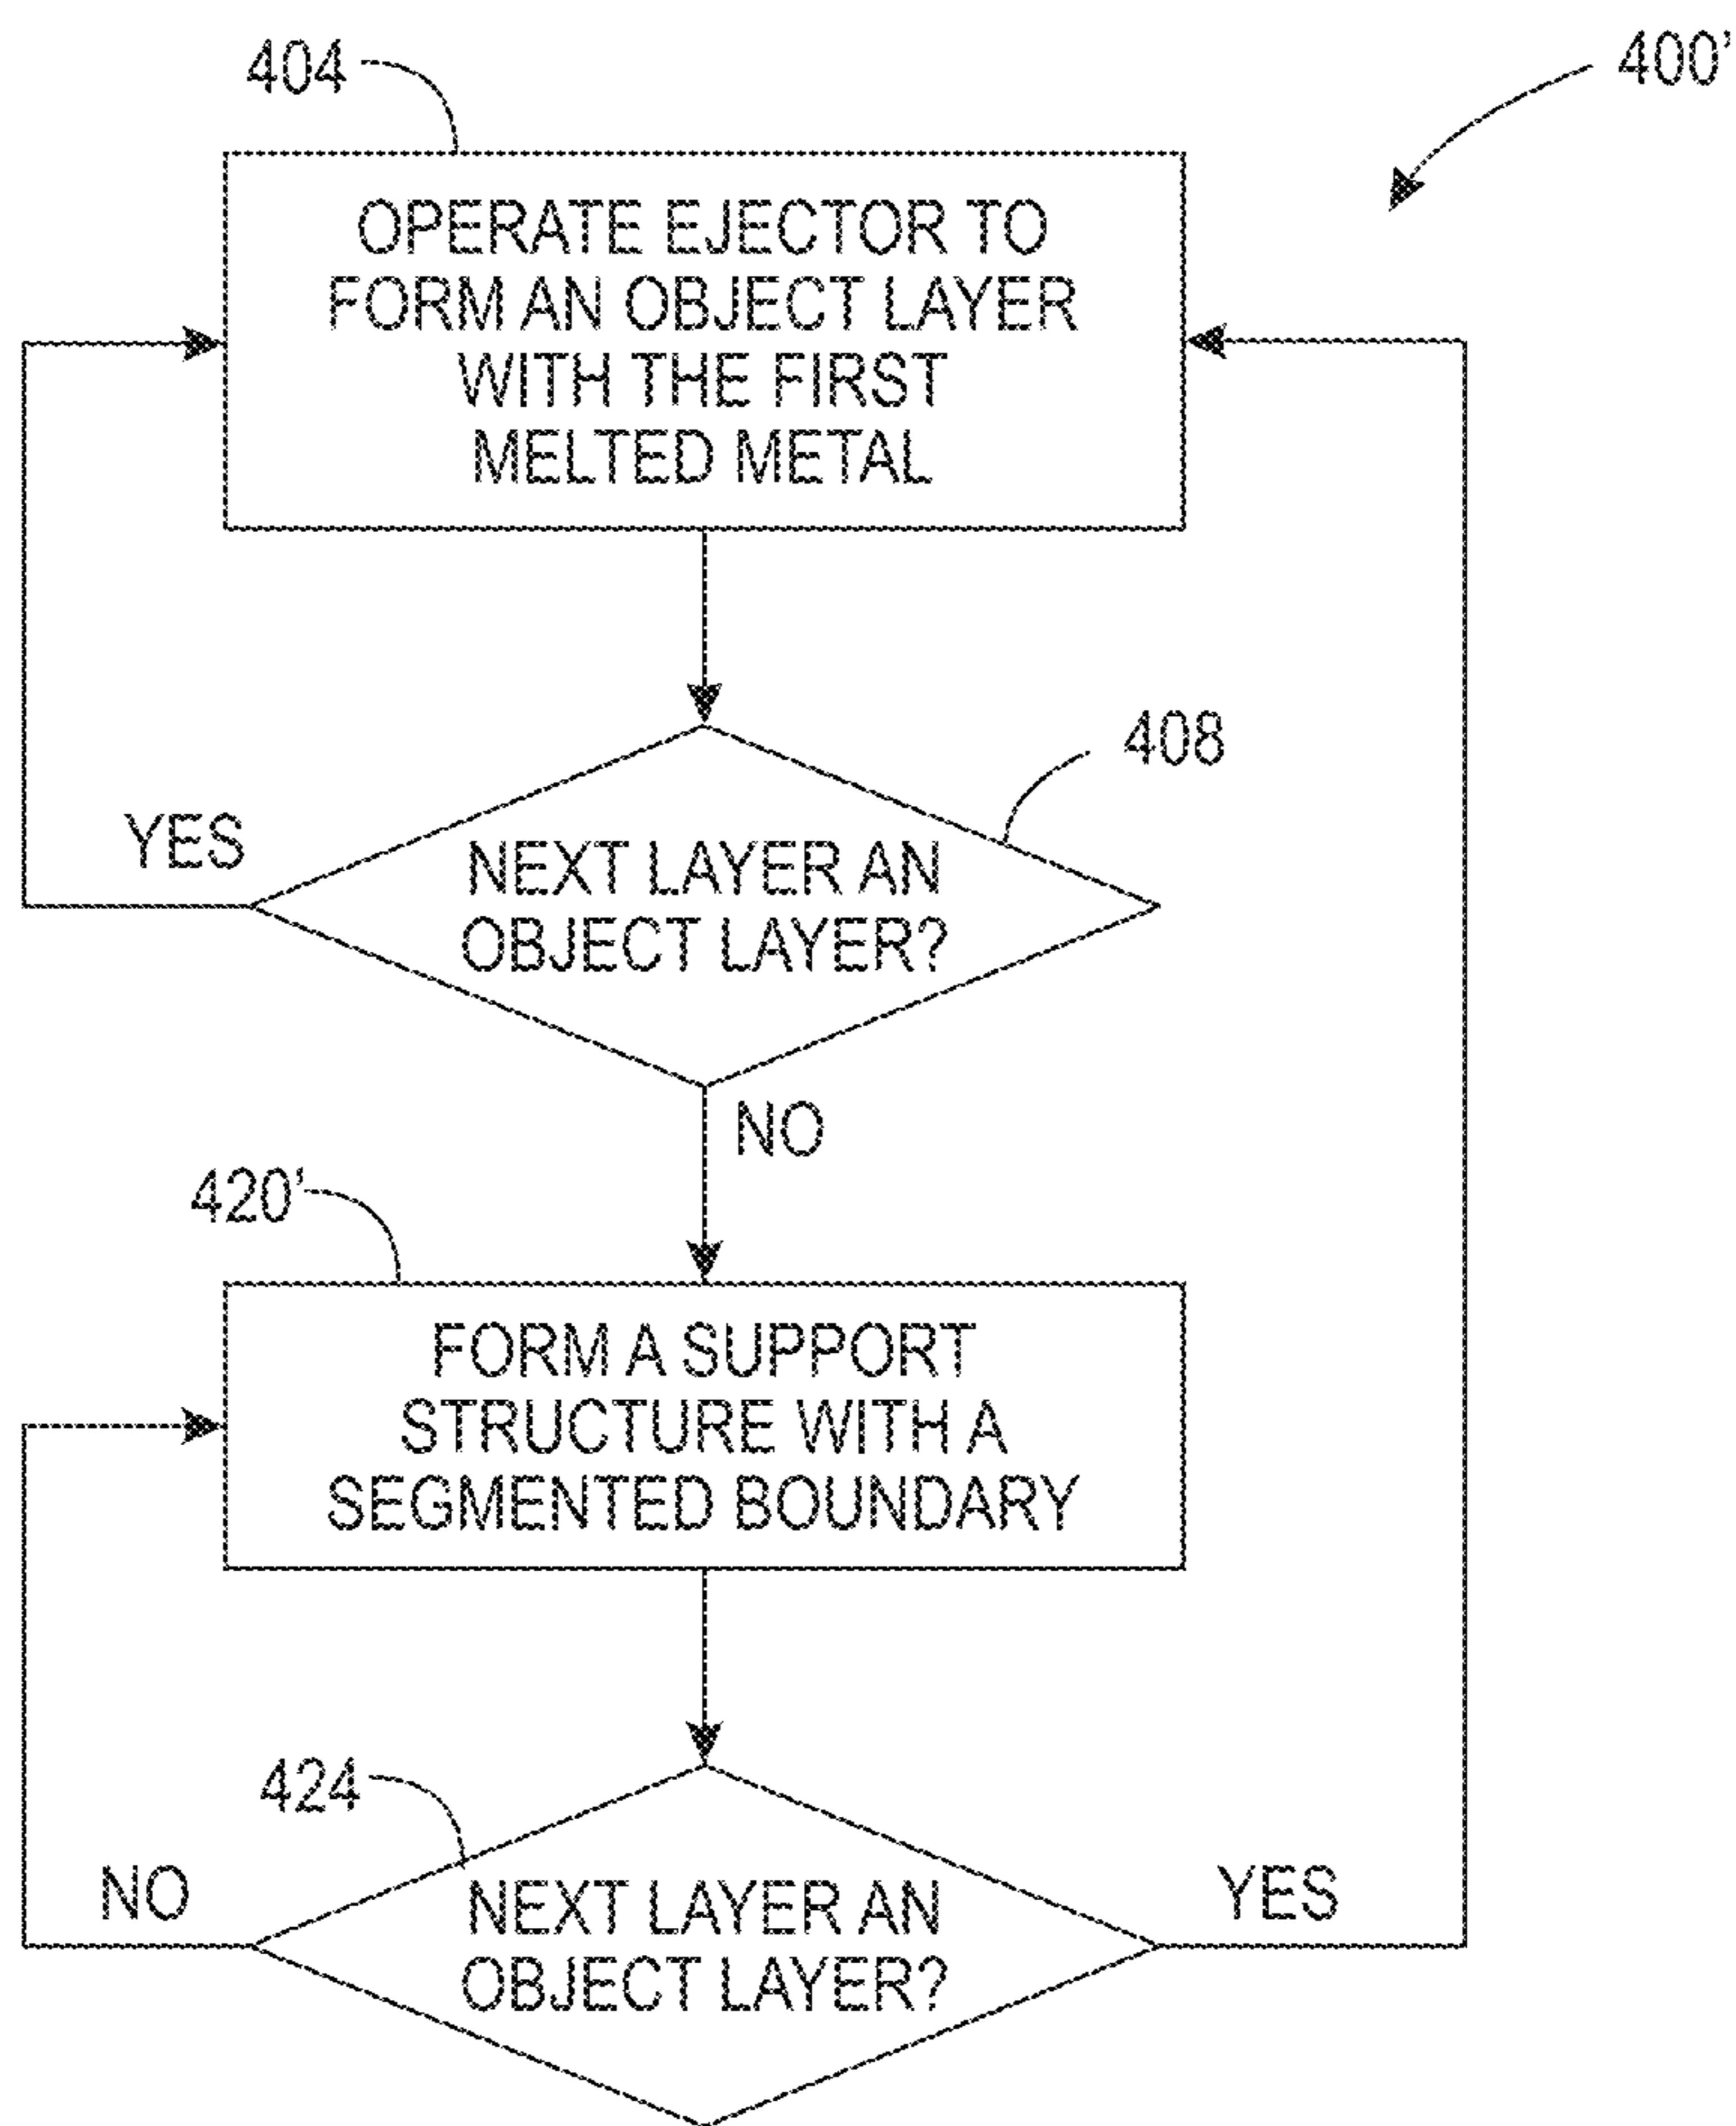 404
400'
OPERATE EJECTOR TO
FORM AN OBJECT LAYER
WITH THE FIRST
MELTED METAL
408
YES
NEXT LAYER AN
OBJECT LAYER?
NO
420'
FORM A SUPPORT
STRUCTURE WITH A
SEGMENTED BOUNDARY
424
NO
NEXT LAYER AN
OBJECT LAYER?
YES